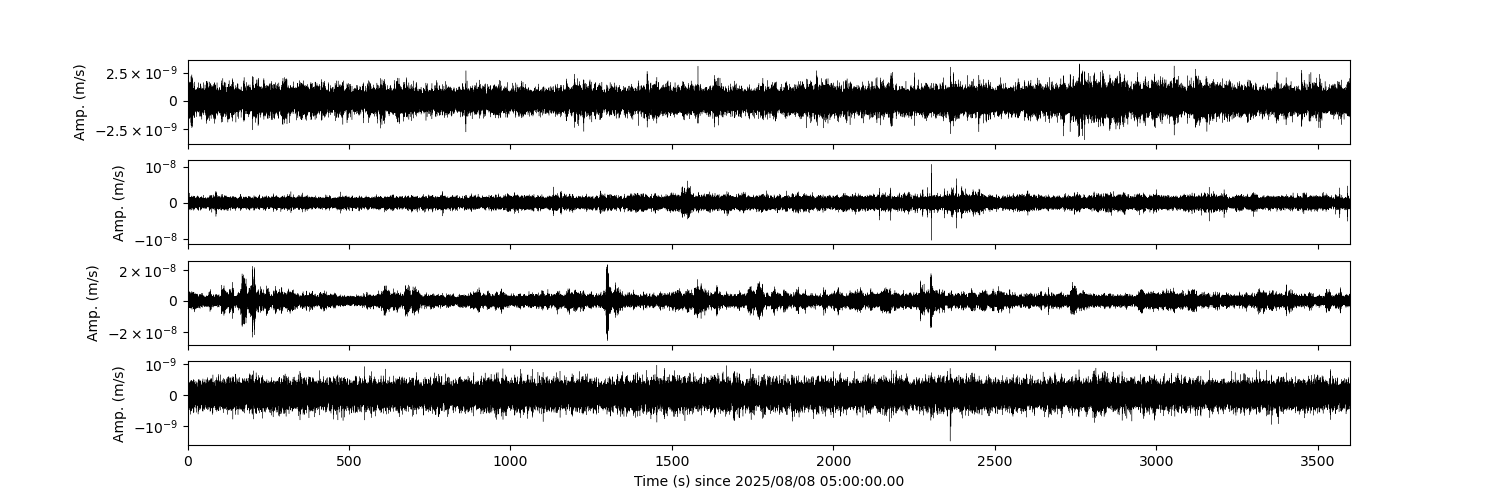 Amp. (m/s)
2.5 × 10⁻⁹
0
−2.5 × 10⁻⁹
Amp. (m/s)
10⁻⁸
0
−10⁻⁸
Amp. (m/s)
2 × 10⁻⁸
0
−2 × 10⁻⁸
Amp. (m/s)
10⁻⁹
0
−10⁻⁹
0 500 1000 1500 2000 2500 3000 3500
Time (s) since 2025/08/08 05:00:00.00